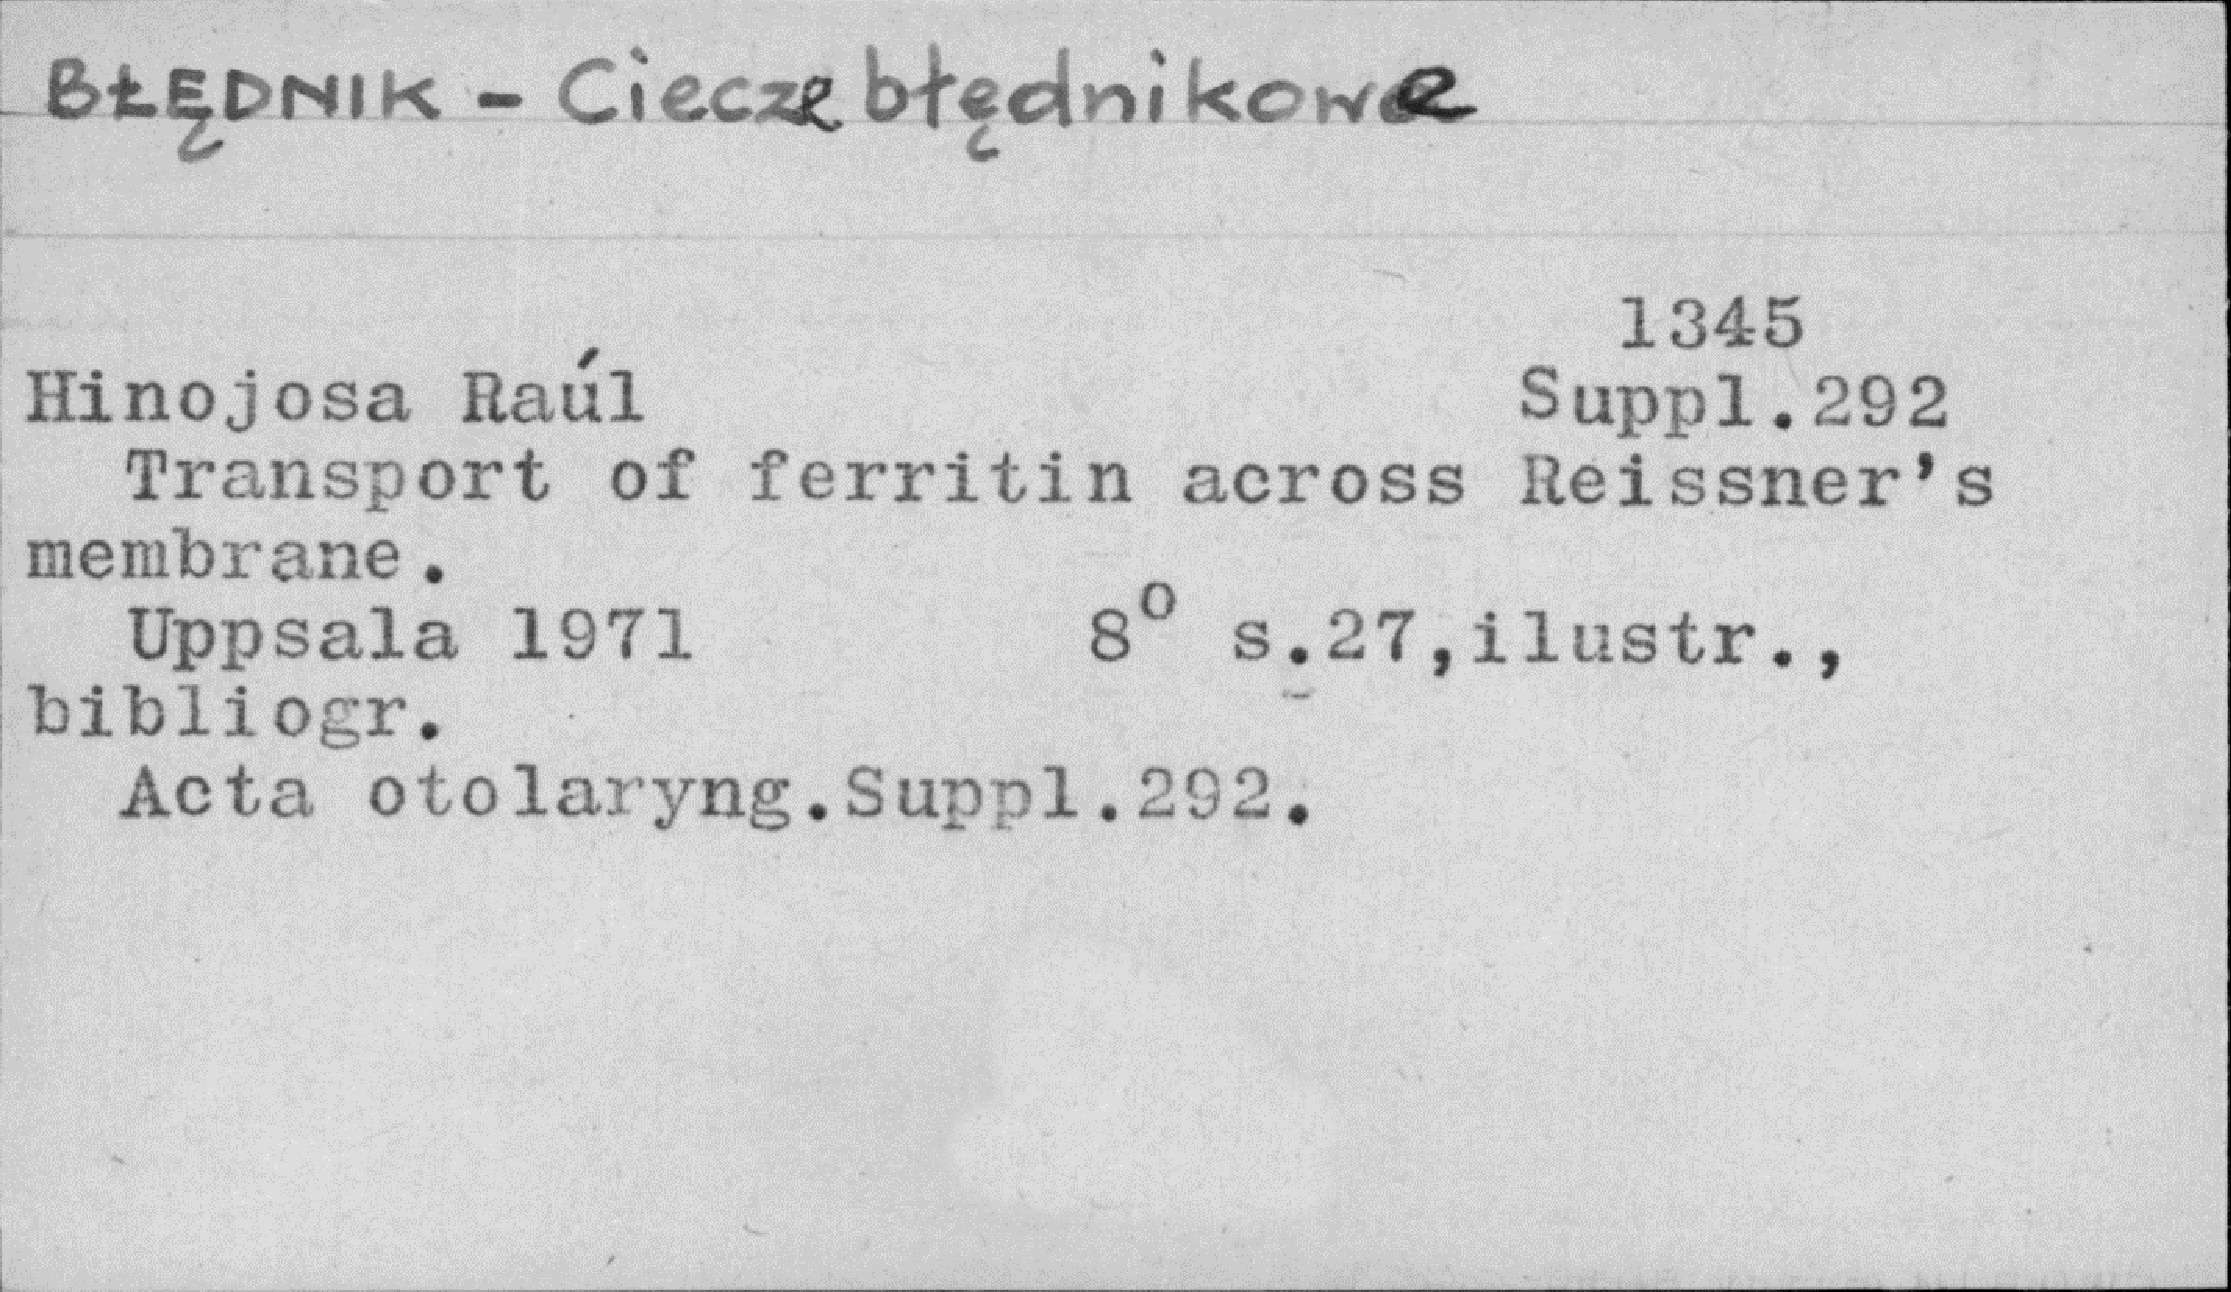 BŁĘDNIK - Ciecze błędnikowe
1345
Hinojosa Raúl Suppl.292
Transport of ferritin across Reissner's
membrane.
Uppsala 1971 8° s.27,ilustr.,
bibliogr.
Acta otolaryng.Suppl.292.